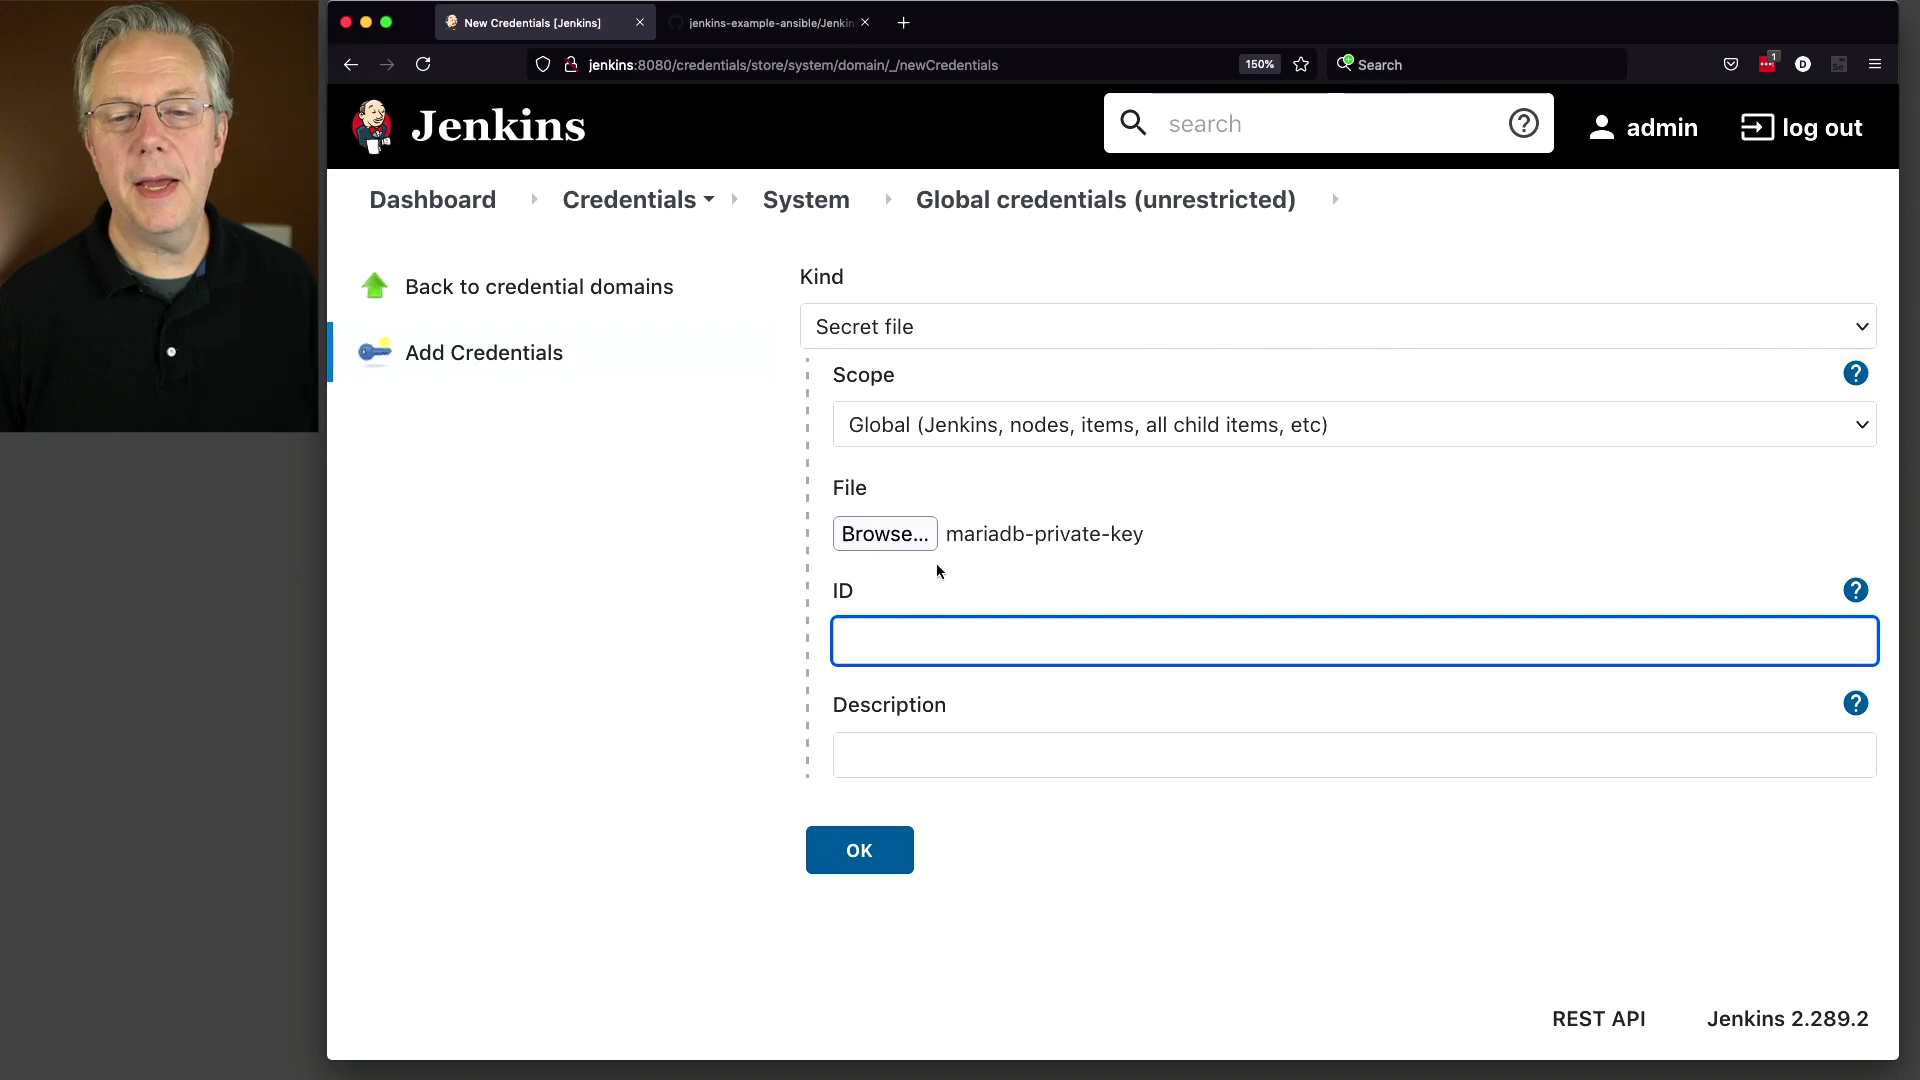 New Credentials [Jenkins]
jenkins-example-ansible/Jenkin
jenkins:8080/credentials/store/system/domain/_/newCredentials
150%
Search
1
D
Jenkins
search
admin
log out
Dashboard
Credentials
System
Global credentials (unrestricted)
Back to credential domains
Add Credentials
Kind
Secret file
Scope
Global (Jenkins, nodes, items, all child items, etc)
File
Browse...
mariadb-private-key
ID
Description
OK
REST API
Jenkins 2.289.2